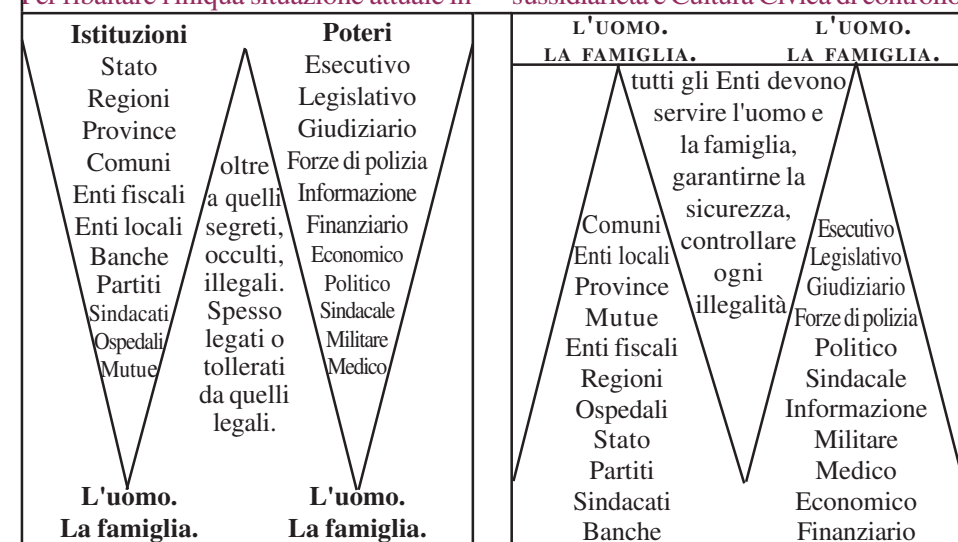 Per ribaltare l'iniqua situazione attuale in
sussidiarietà e Cultura Civica di controllo
Istituzioni
Stato
Regioni
Province
Comuni
Enti fiscali
Enti locali
Banche
Partiti
Sindacati
Ospedali
Mutue
L'uomo.
La famiglia.
oltre
a quelli
segreti,
occulti,
illegali.
Spesso
legati o
tollerati
da quelli
legali.
Poteri
Esecutivo
Legislativo
Giudiziario
Forze di polizia
Informazione
Finanziario
Economico
Politico
Sindacale
Militare
Medico
L'uomo.
La famiglia.
L'UOMO.
LA FAMIGLIA.
Comuni
Enti locali
Province
Mutue
Enti fiscali
Regioni
Ospedali
Stato
Partiti
Sindacati
Banche
tutti gli Enti devono
servire l'uomo e
la famiglia,
garantirne la
sicurezza,
controllare
ogni
illegalità
L'UOMO.
LA FAMIGLIA.
Esecutivo
Legislativo
Giudiziario
Forze di polizia
Politico
Sindacale
Informazione
Militare
Medico
Economico
Finanziario